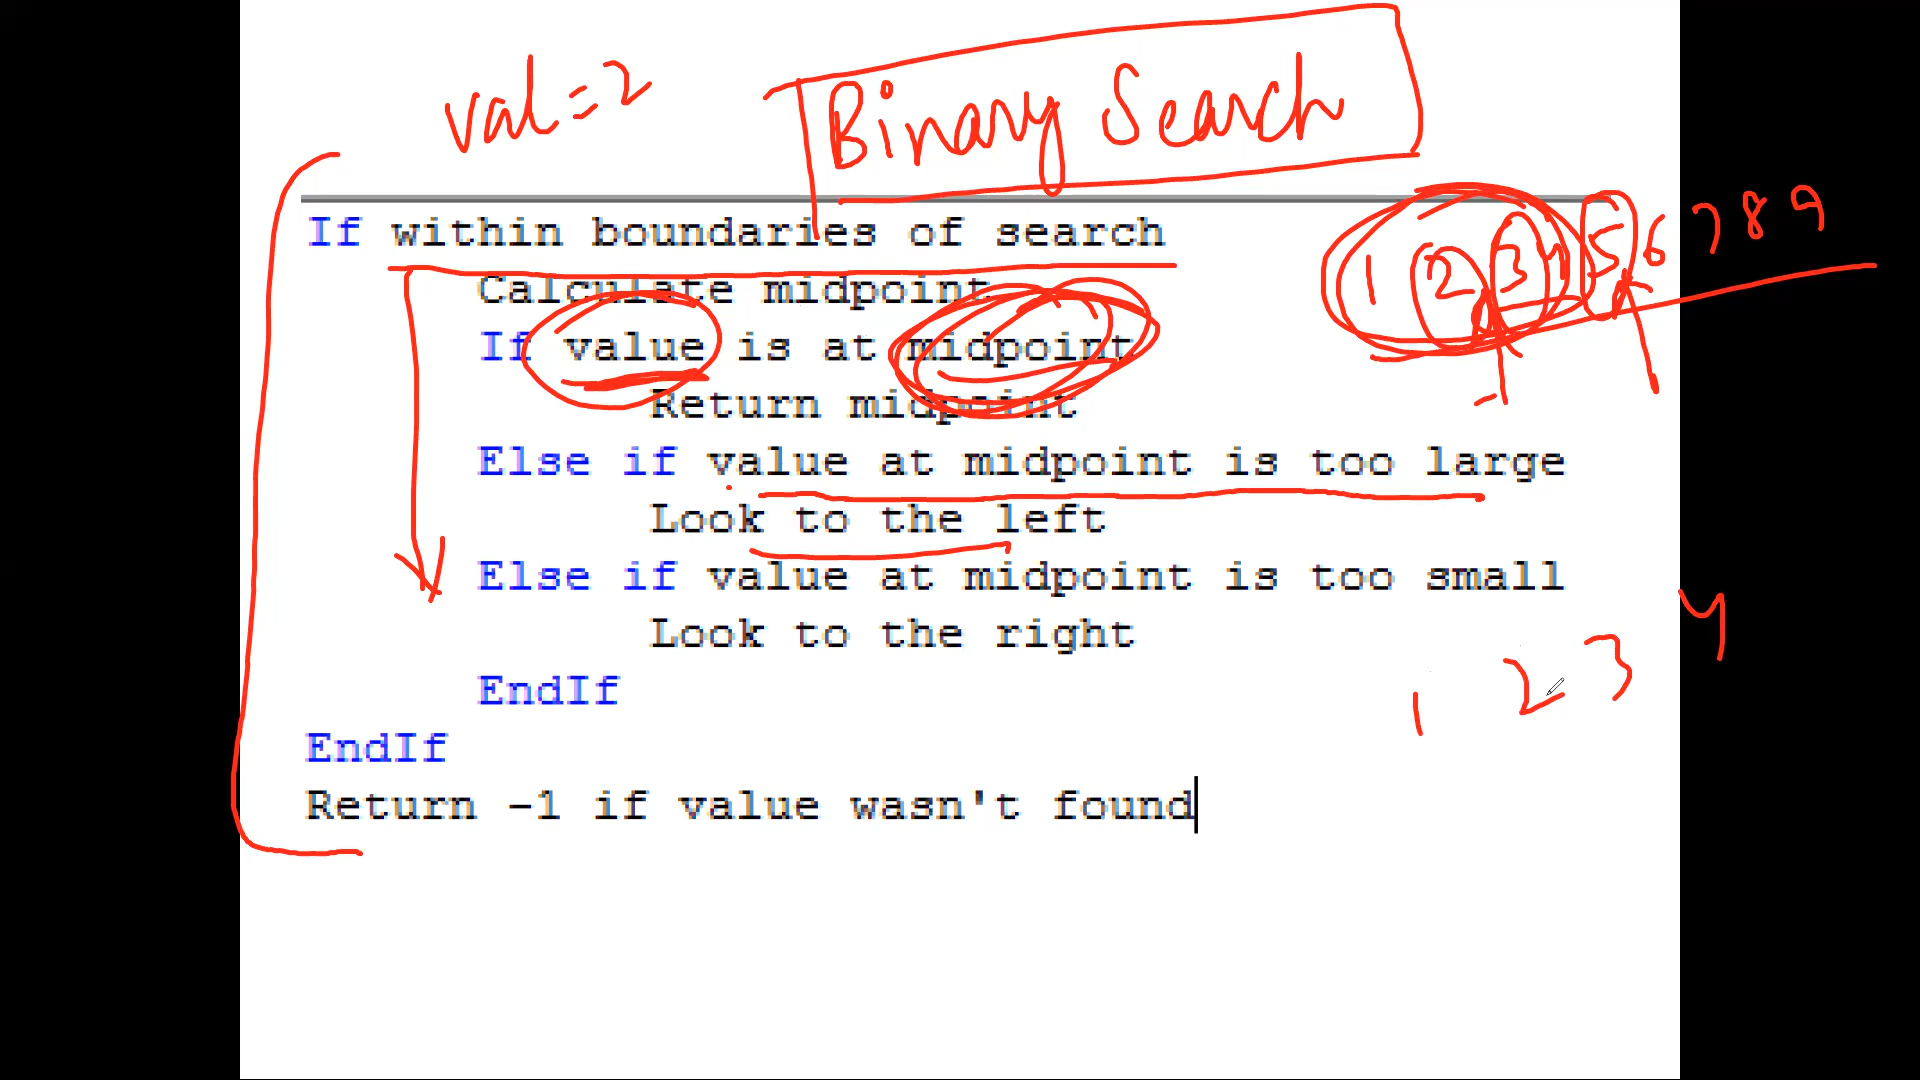 val=2
Binary Search
If within boundaries of search
1 2 3 4 5 6 7 8 9
Calculate midpoint
If value is at midpoint
Return midpoint
Else if value at midpoint is too large
Look to the left
Else if value at midpoint is too small
Look to the right
1 2 3 4
EndIf
EndIf
Return -1 if value wasn't found